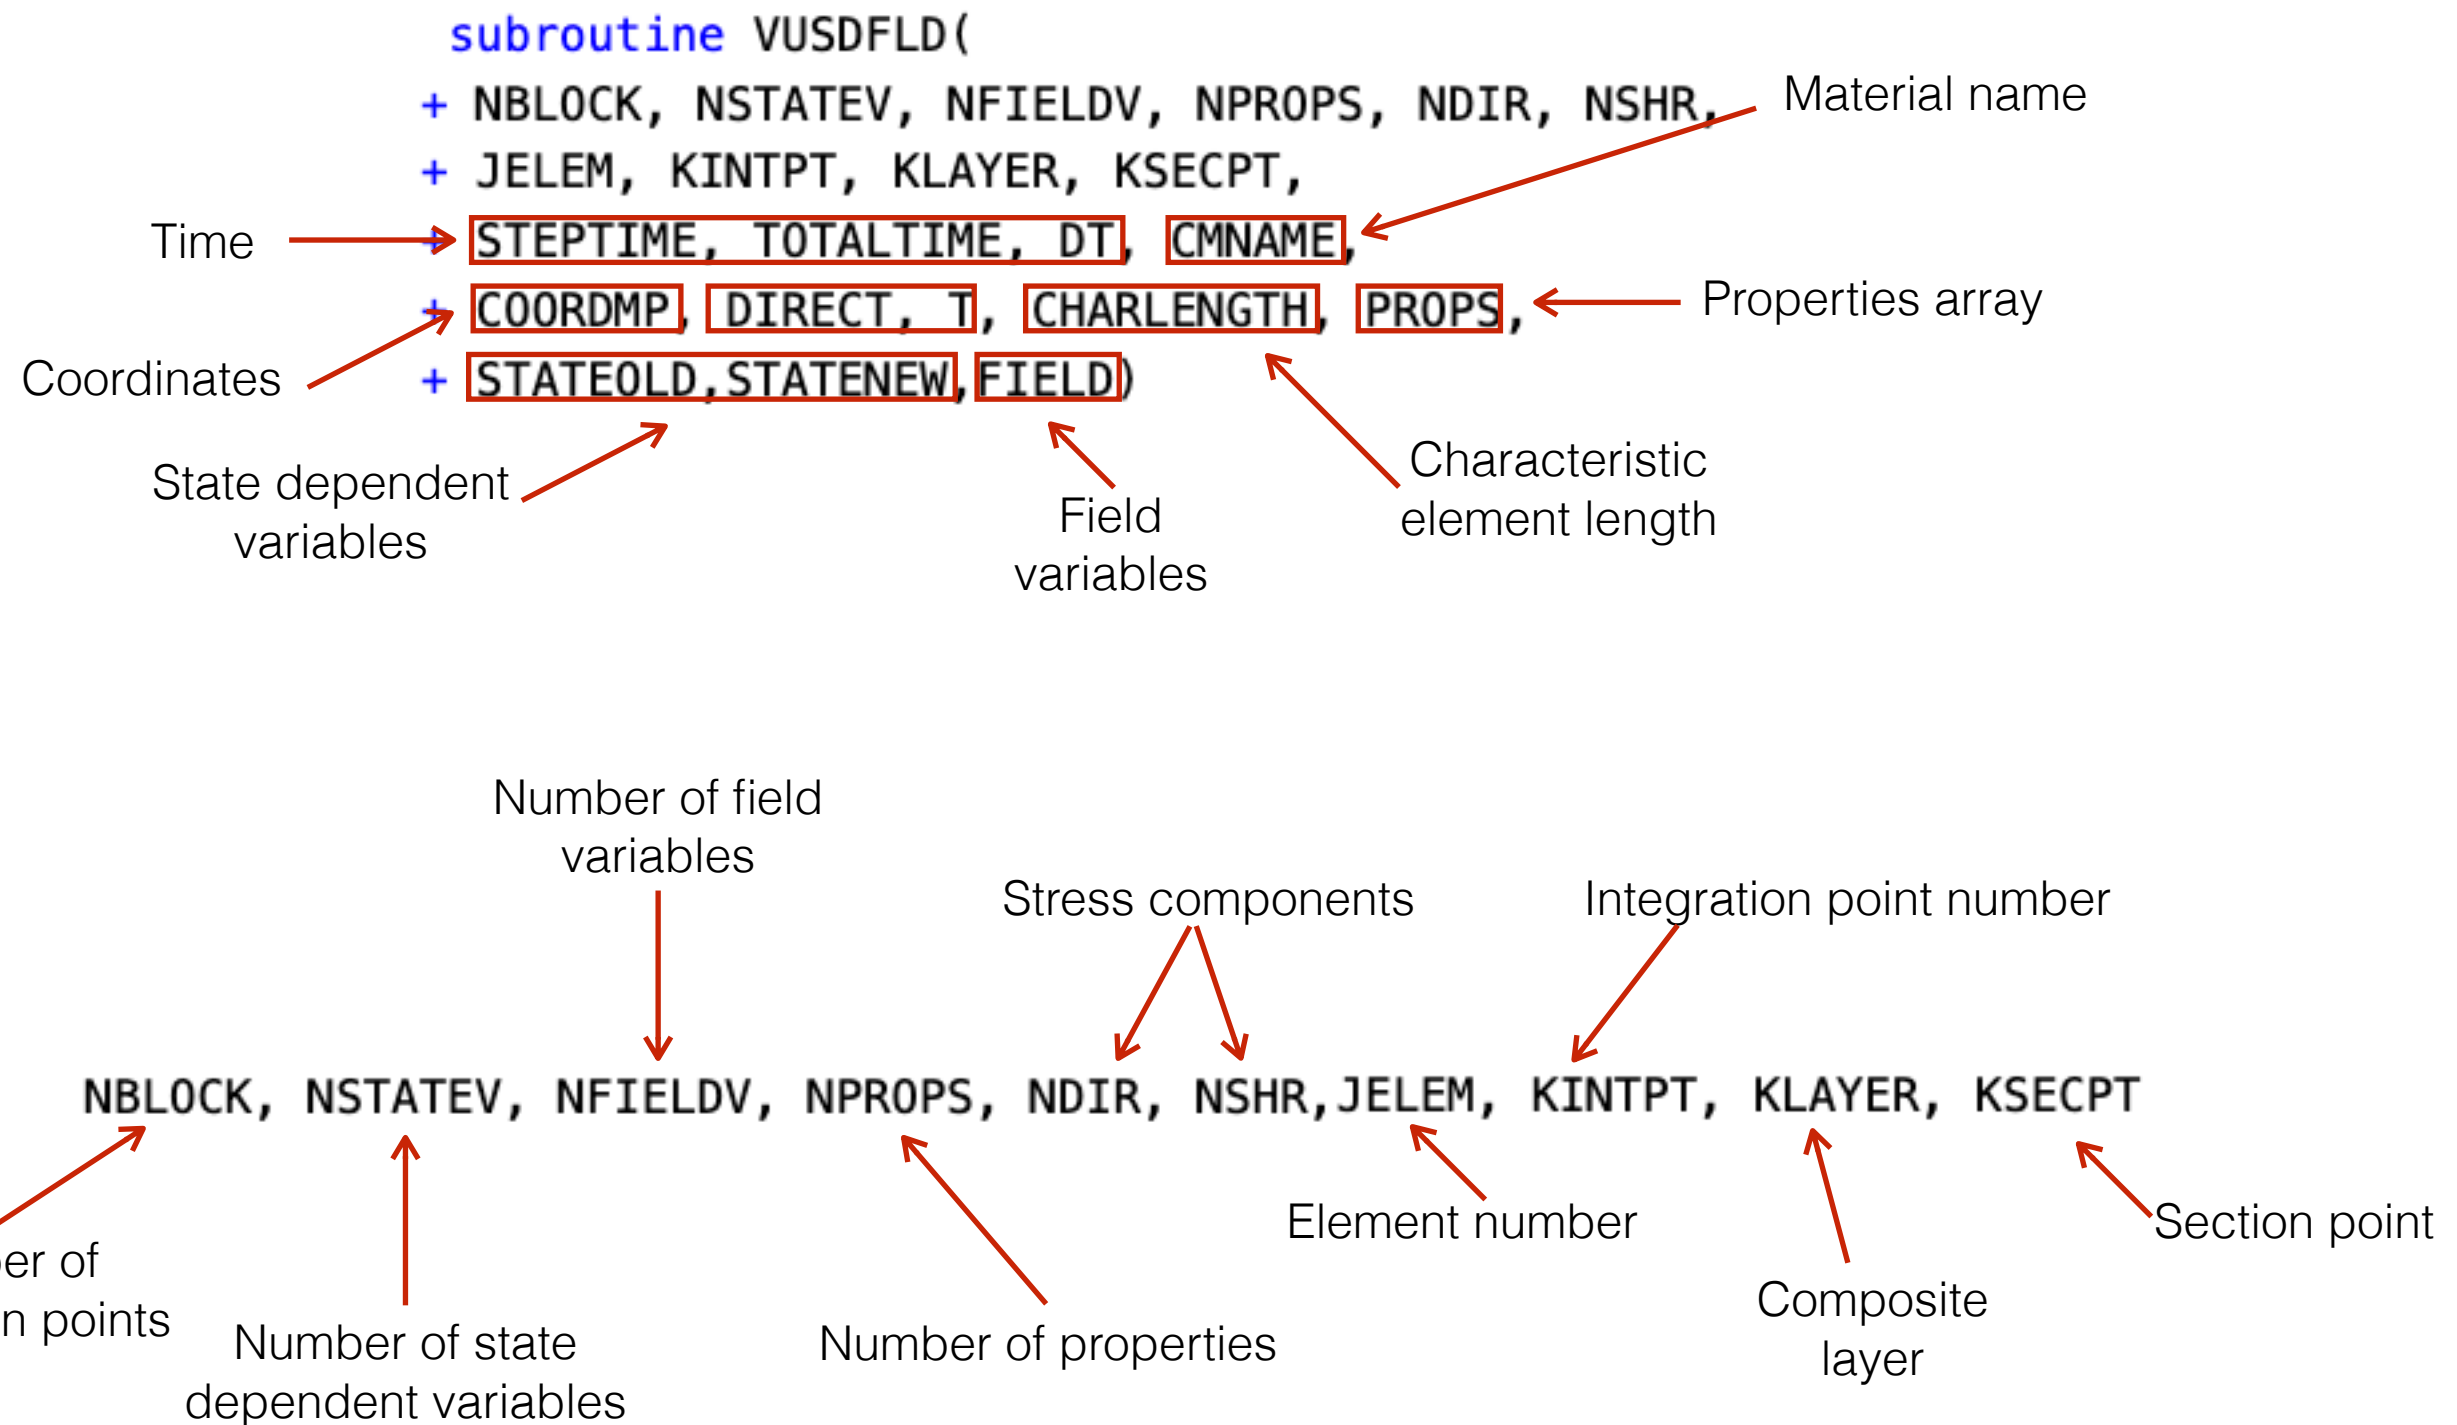 subroutine VUSDFLD(
+ NBLOCK, NSTATEV, NFIELDV, NPROPS, NDIR, NSHR,
Material name
+ JELEM, KINTPT, KLAYER, KSECPT,
Time
+ STEPTIME, TOTALTIME, DT, CMNAME,
+ COORDMP, DIRECT, T, CHARLENGTH, PROPS,
Properties array
Coordinates
+ STATEOLD,STATENEW,FIELD)
State dependent
variables
Field
variables
Characteristic
element length
Number of field
variables
Stress components
Integration point number
NBLOCK, NSTATEV, NFIELDV, NPROPS, NDIR, NSHR,JELEM, KINTPT, KLAYER, KSECPT
Element number
Section point
of
points
Number of state
dependent variables
Number of properties
Composite
layer